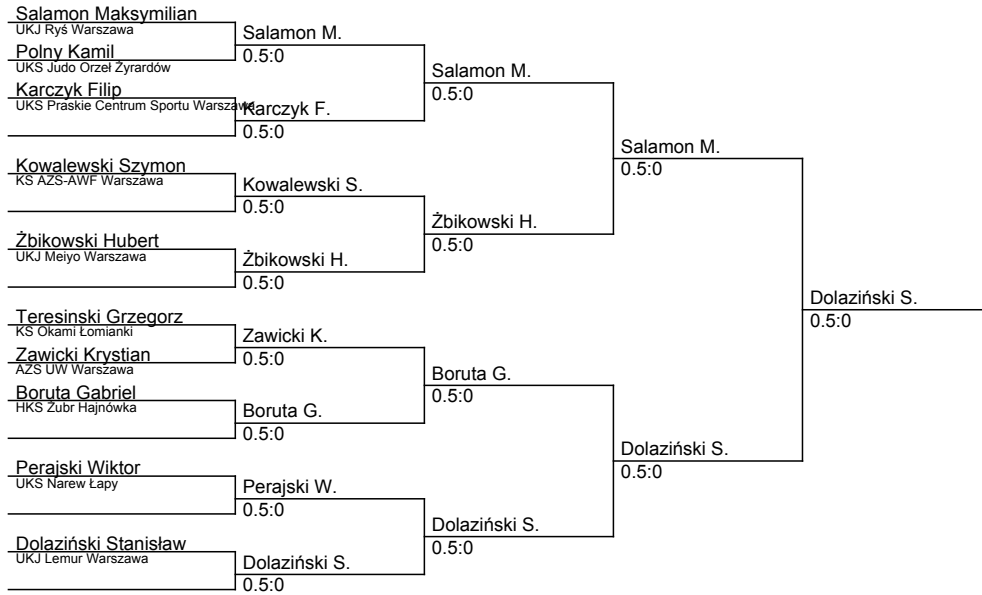 Salamon Maksymilian
UKJ Ryś Warszawa
Polny Kamil
UKS Judo Orzeł Żyrardów
Karczyk Filip
UKS Praskie Centrum Sportu Warszawa
Kowalewski Szymon
KS AZS-AWF Warszawa
Żbikowski Hubert
UKJ Meiyo Warszawa
Teresinski Grzegorz
KS Okami Łomianki
Zawicki Krystian
AZS UW Warszawa
Boruta Gabriel
HKS Żubr Hajnówka
Perajski Wiktor
UKS Narew Łapy
Dolaziński Stanisław
UKJ Lemur Warszawa
Salamon M.
0.5:0
Karczyk F.
0.5:0
Kowalewski S.
0.5:0
Żbikowski H.
0.5:0
Zawicki K.
0.5:0
Boruta G.
0.5:0
Perajski W.
0.5:0
Dolaziński S.
0.5:0
Salamon M.
0.5:0
Żbikowski H.
0.5:0
Boruta G.
0.5:0
Dolaziński S.
0.5:0
Salamon M.
0.5:0
Dolaziński S.
0.5:0
Dolaziński S.
0.5:0